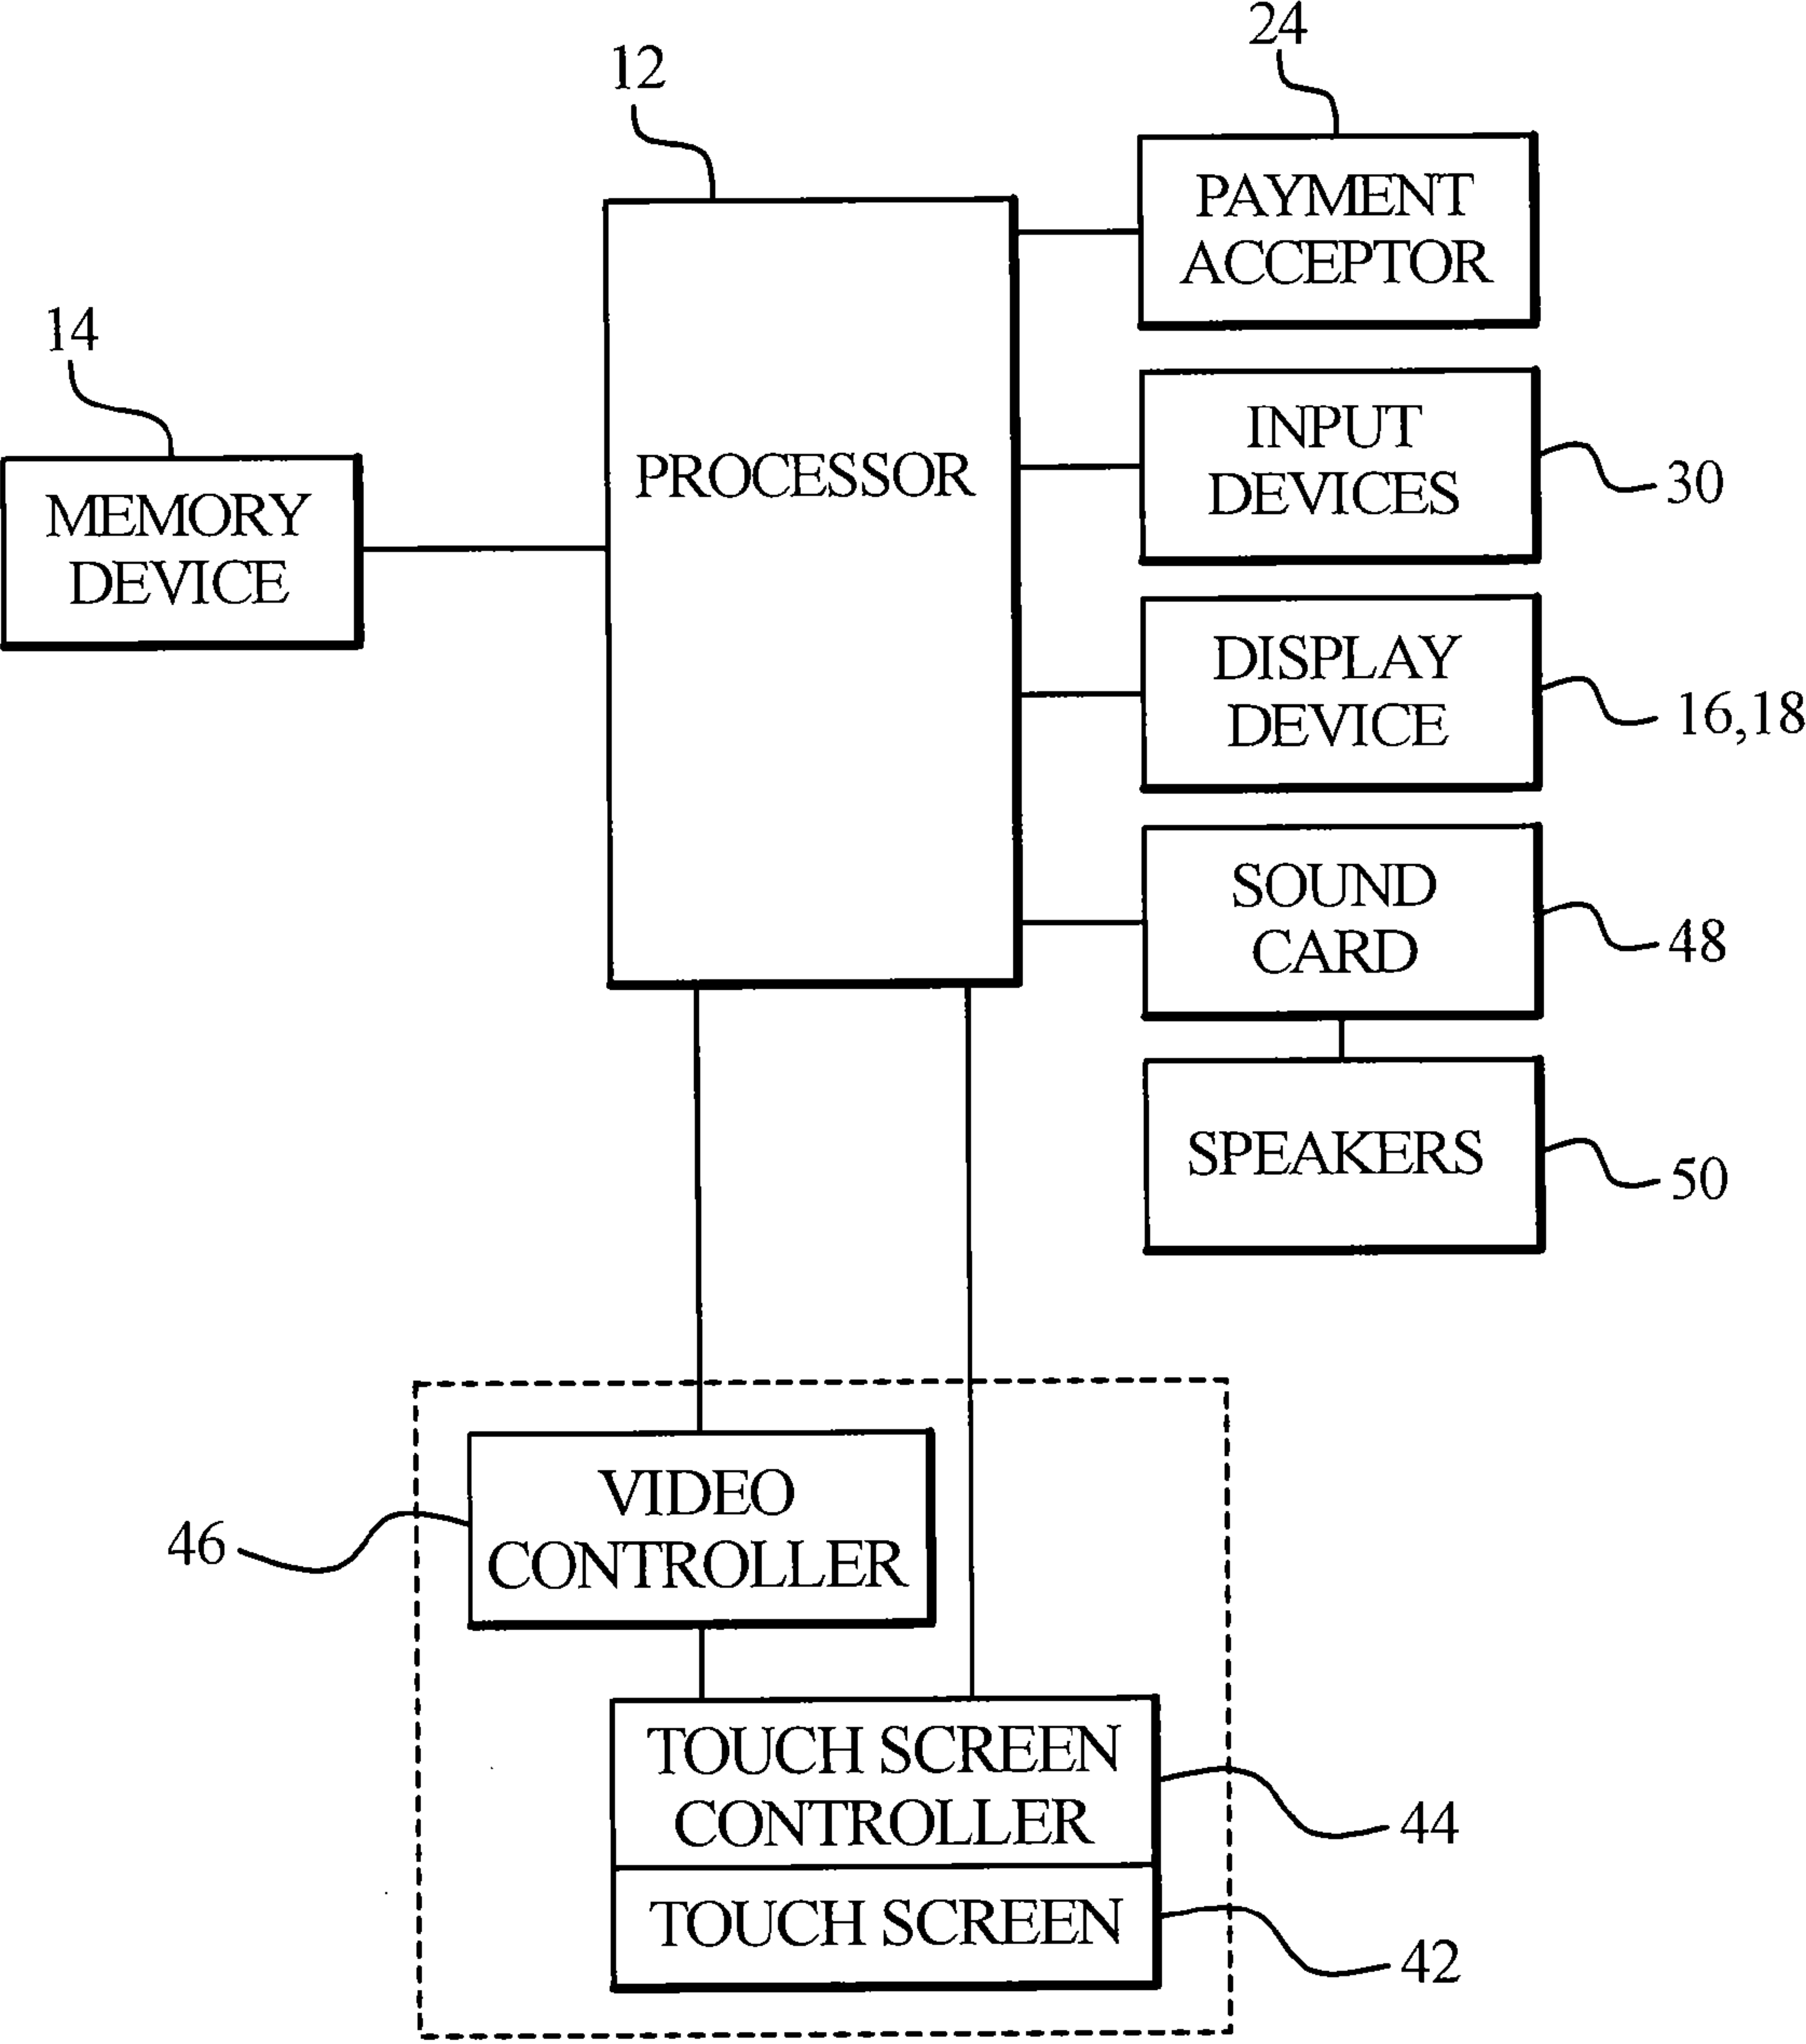 24
12
PAYMENT
ACCEPTOR
14
INPUT
DEVICES
30
PROCESSOR
MEMORY
DEVICE
DISPLAY
DEVICE
16,18
SOUND
CARD
48
SPEAKERS
50
VIDEO
CONTROLLER
46
TOUCH SCREEN
CONTROLLER
44
TOUCH SCREEN
42